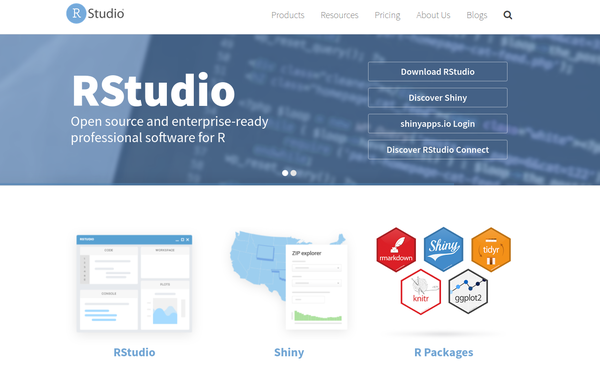 R Studio
Products Resources Pricing About Us Blogs
RStudio
Open source and enterprise-ready
professional software for R
Download RStudio
Discover Shiny
shinyapps.io Login
Discover RStudio Connect
ZIP explorer
rmarkdown
Shiny
tidyr
knitr
ggplot2
RStudio
Shiny
R Packages